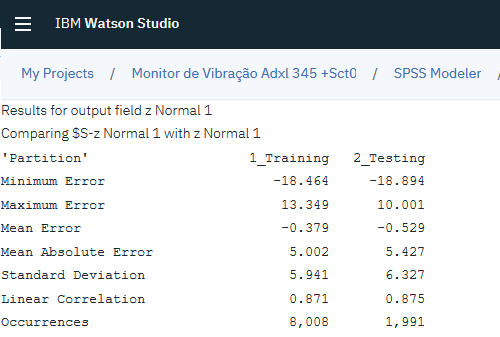 IBM Watson Studio
My Projects / Monitor de Vibração Adxl 345 +Sct0 / SPSS Modeler /
Results for output field z Normal 1
Comparing $S-z Normal 1 with z Normal 1
'Partition' 1_Training 2_Testing
Minimum Error -18.464 -18.894
Maximum Error 13.349 10.001
Mean Error -0.379 -0.529
Mean Absolute Error 5.002 5.427
Standard Deviation 5.941 6.327
Linear Correlation 0.871 0.875
Occurrences 8,008 1,991